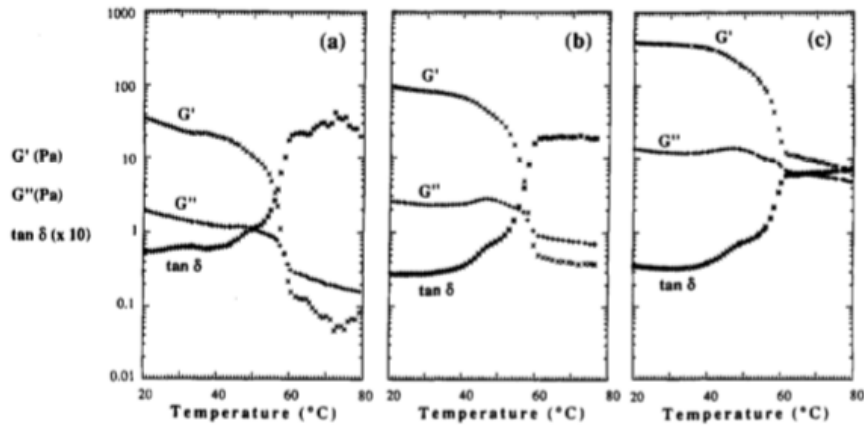 1000
100
10
1
0.1
0.01
G' (Pa)
G"(Pa)
tan δ (x 10)
(a)
G'
G"
tan δ
20 40 60 80
Temperature (°C)
(b)
G'
G"
tan δ
20 40 60 80
Temperature (°C)
(c)
G'
G"
tan δ
20 40 60 80
Temperature (°C)